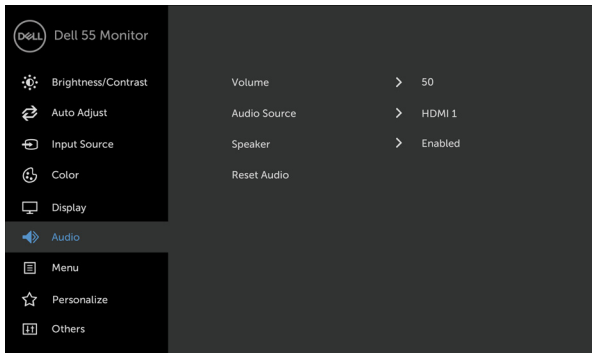 DELL Dell 55 Monitor
Brightness/Contrast
Auto Adjust
Input Source
Color
Display
Audio
Menu
Personalize
Others
Volume > 50
Audio Source > HDMI 1
Speaker > Enabled
Reset Audio